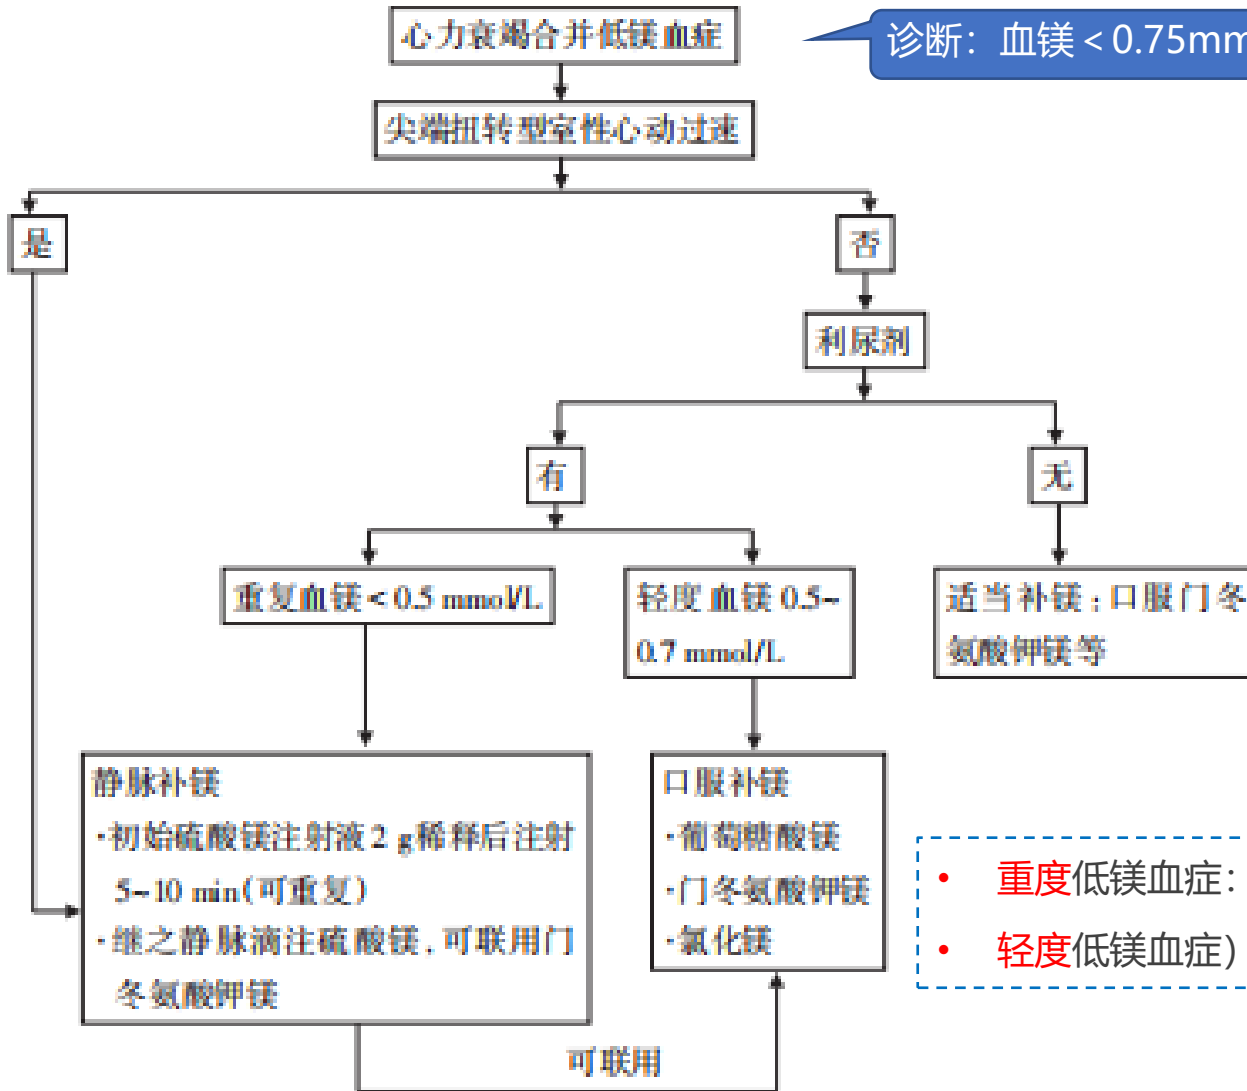 心力衰竭合并低镁血症
诊断：血镁＜0.75mm
尖端扭转型室性心动过速
是
否
利尿剂
有
无
重复血镁＜0.5 mmol/L
轻度血镁 0.5~
0.7 mmol/L
适当补镁：口服门冬
氨酸钾镁等
静脉补镁
·初始硫酸镁注射液 2 g稀释后注射
5~10 min(可重复)
·继之静脉滴注硫酸镁，可联用门
冬氨酸钾镁
口服补镁
·葡萄糖酸镁
·门冬氨酸钾镁
·氯化镁
• 重度低镁血症：
• 轻度低镁血症）
可联用